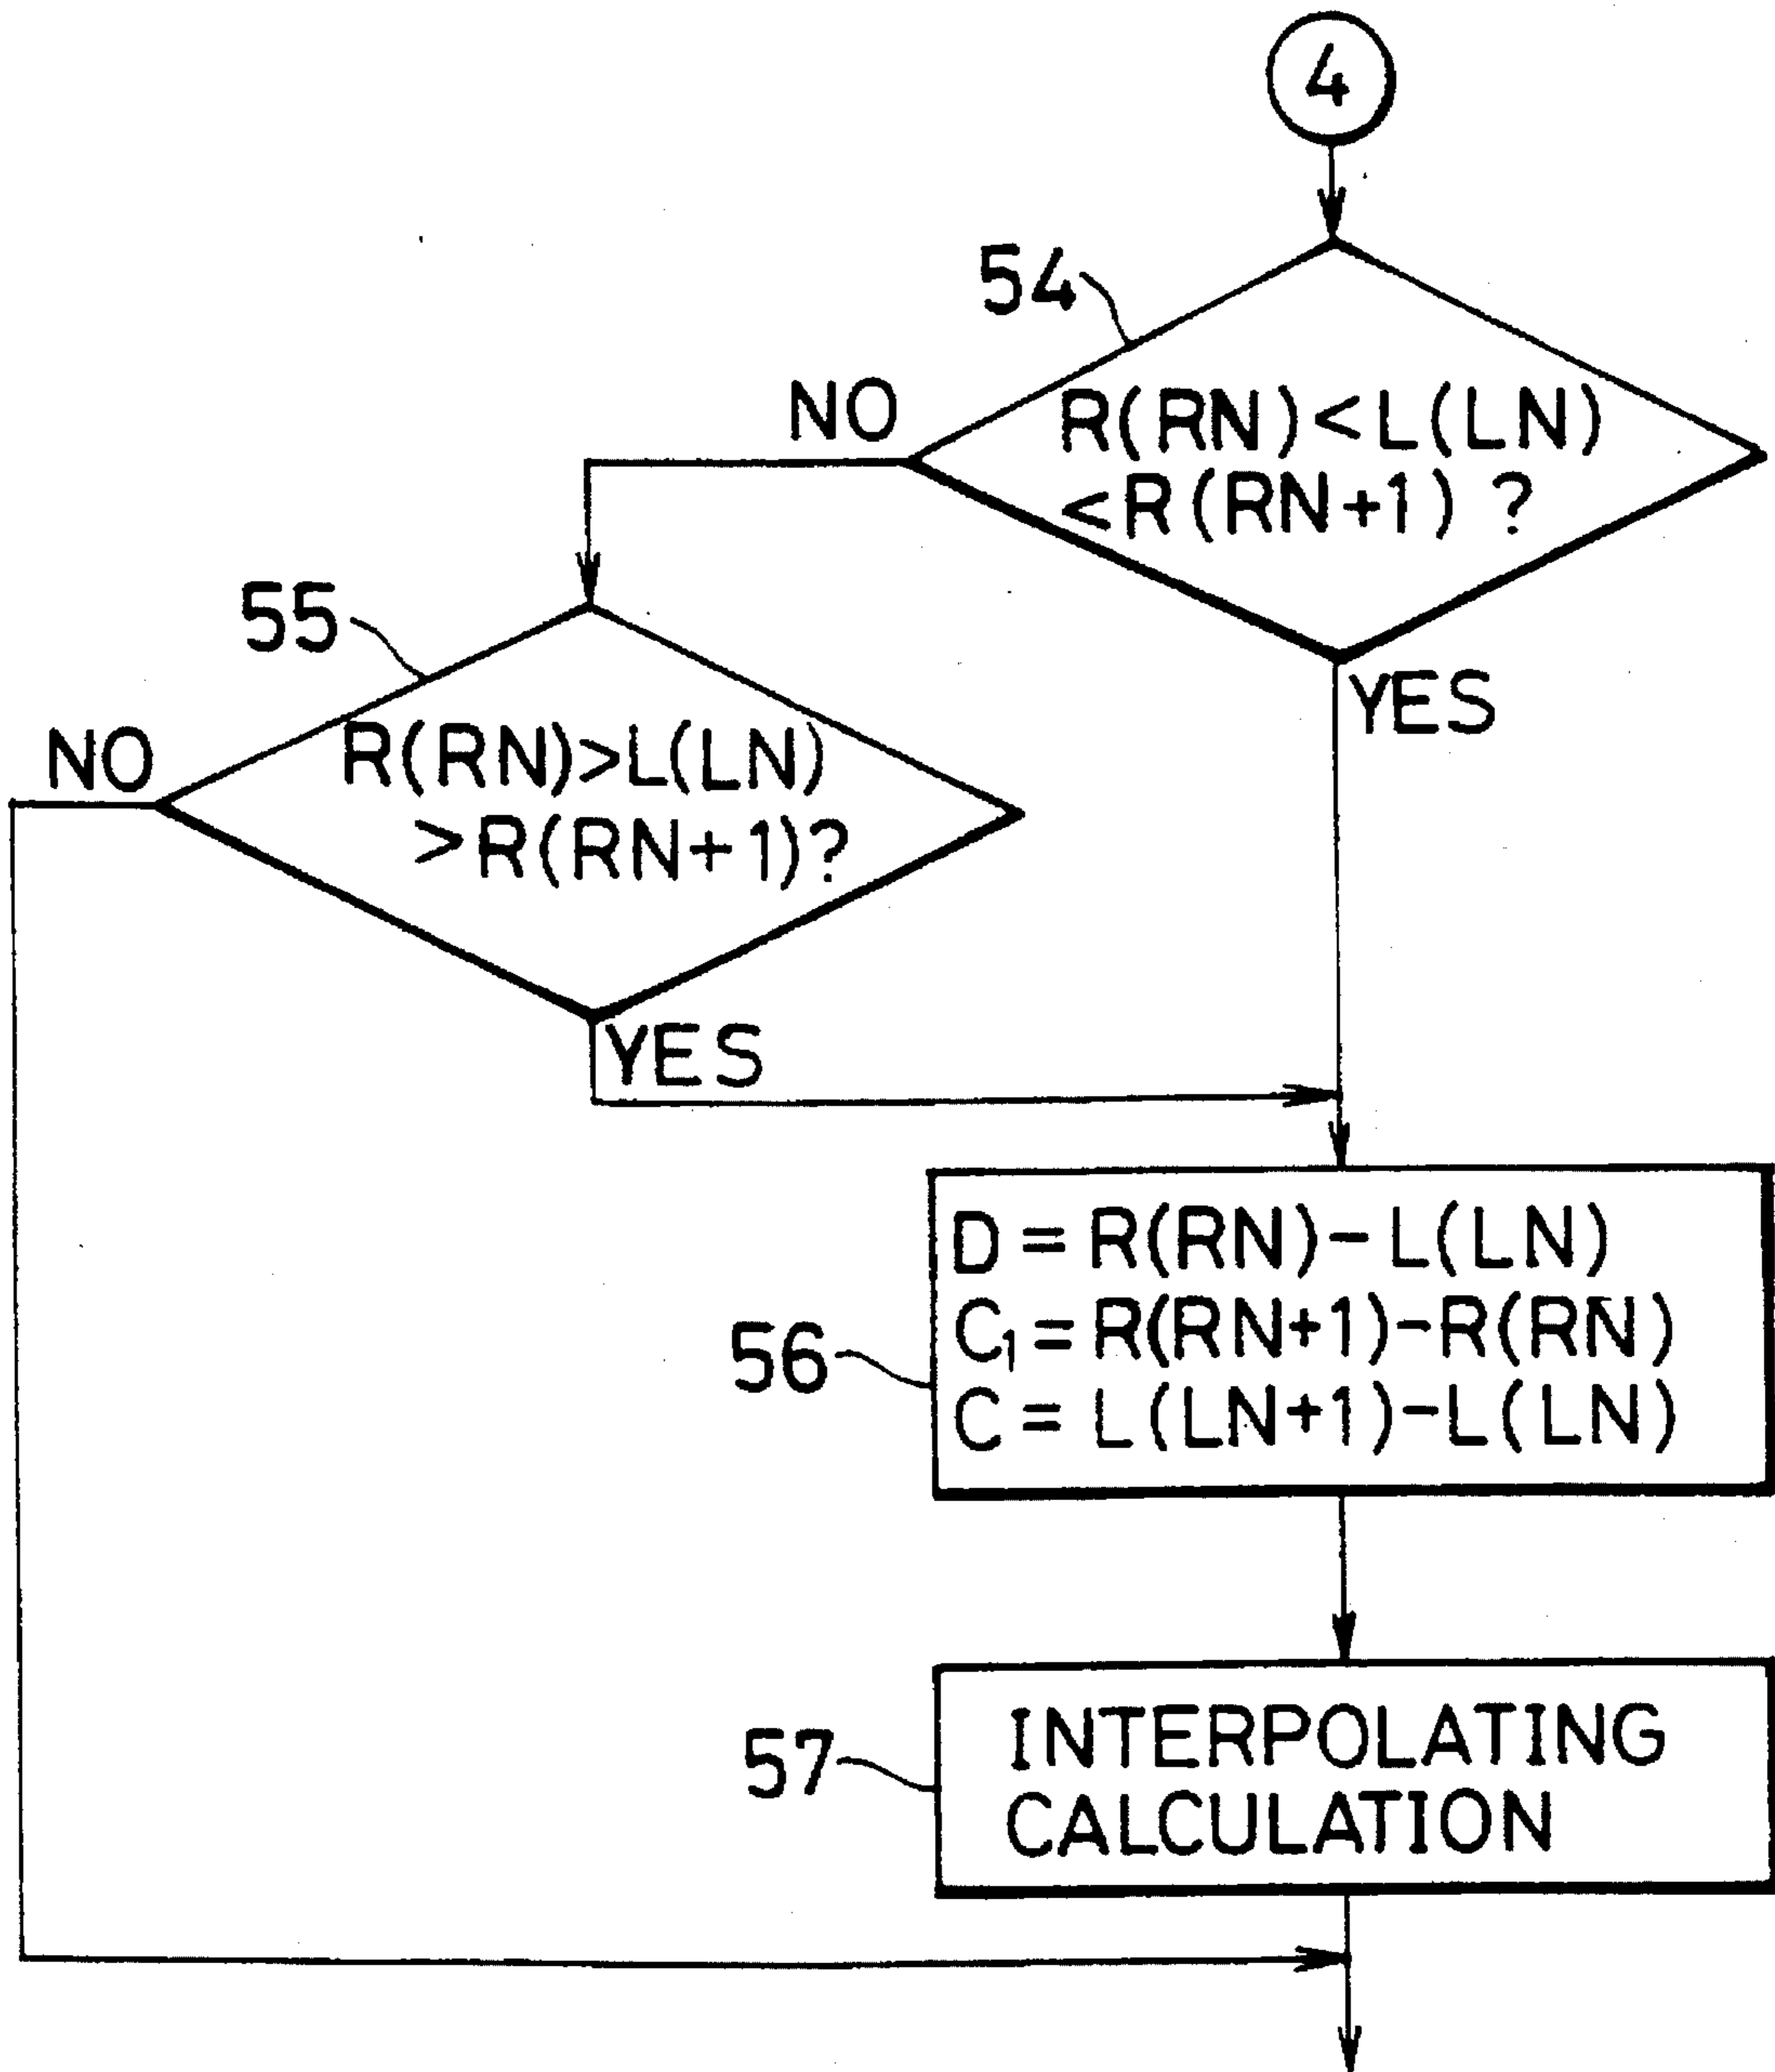 4
54
NO
R(RN)<L(LN)
<R(RN+1) ?
YES
55
NO
R(RN)>L(LN)
>R(RN+1)?
YES
56
D = R(RN)-L(LN)
C₁ = R(RN+1)-R(RN)
C = L(LN+1)-L(LN)
57
INTERPOLATING
CALCULATION